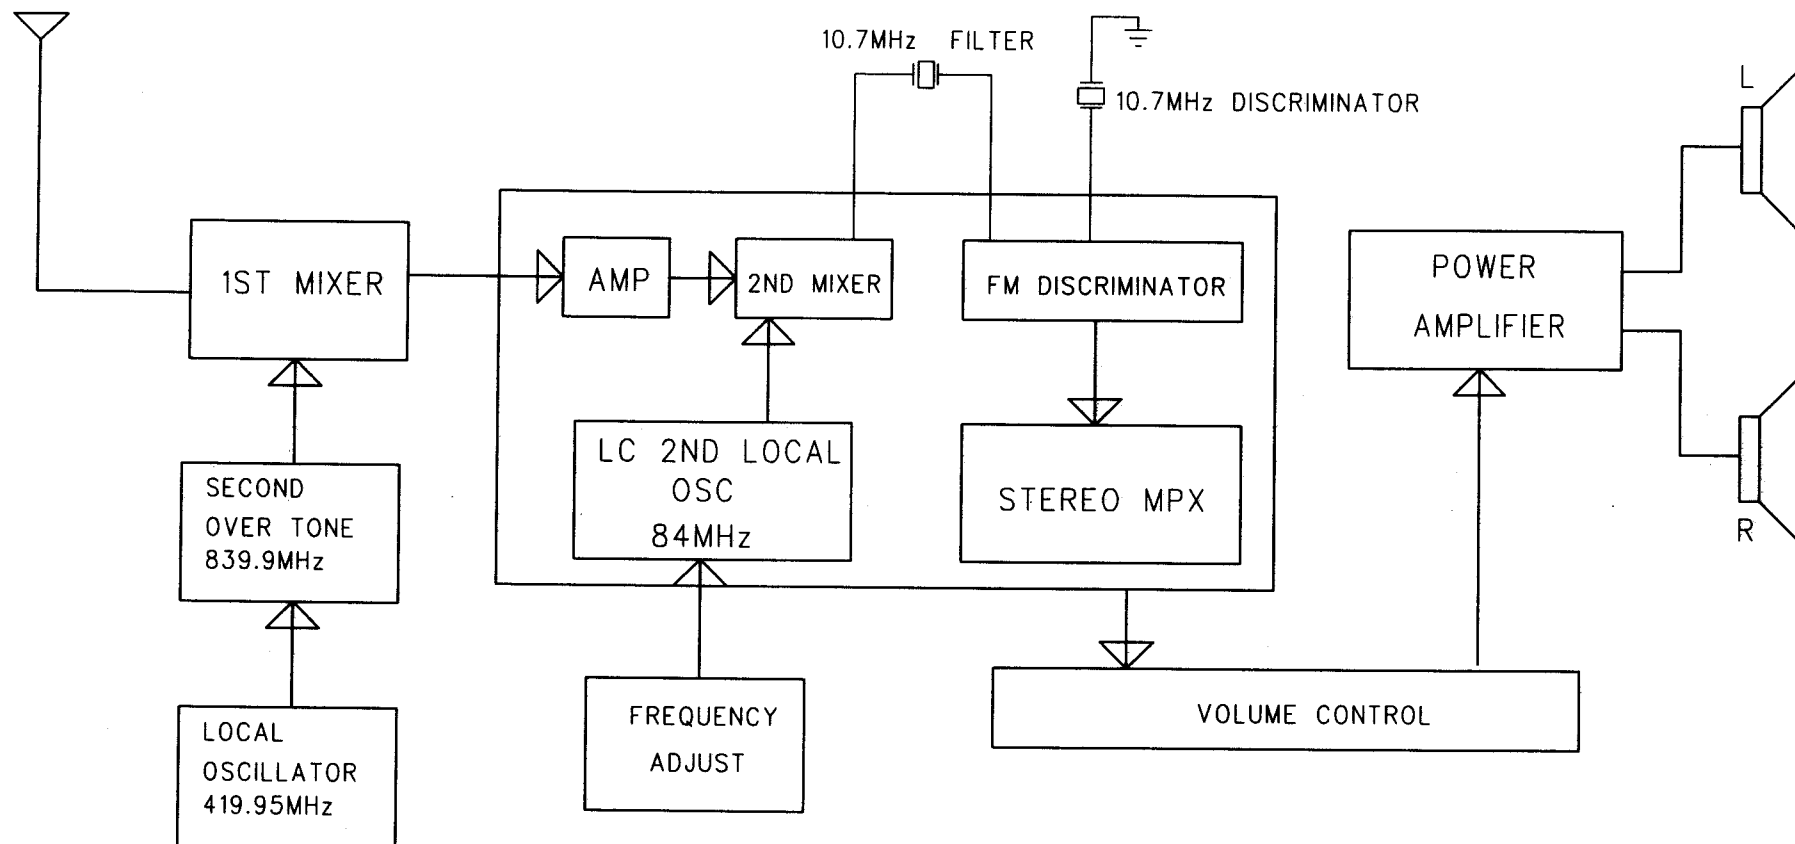 10.7MHz FILTER
10.7MHz DISCRIMINATOR
L
1ST MIXER
AMP
2ND MIXER
FM DISCRIMINATOR
POWER
AMPLIFIER
SECOND
OVER TONE
839.9MHz
LC 2ND LOCAL
OSC
84MHz
STEREO MPX
R
LOCAL
OSCILLATOR
419.95MHz
FREQUENCY
ADJUST
VOLUME CONTROL